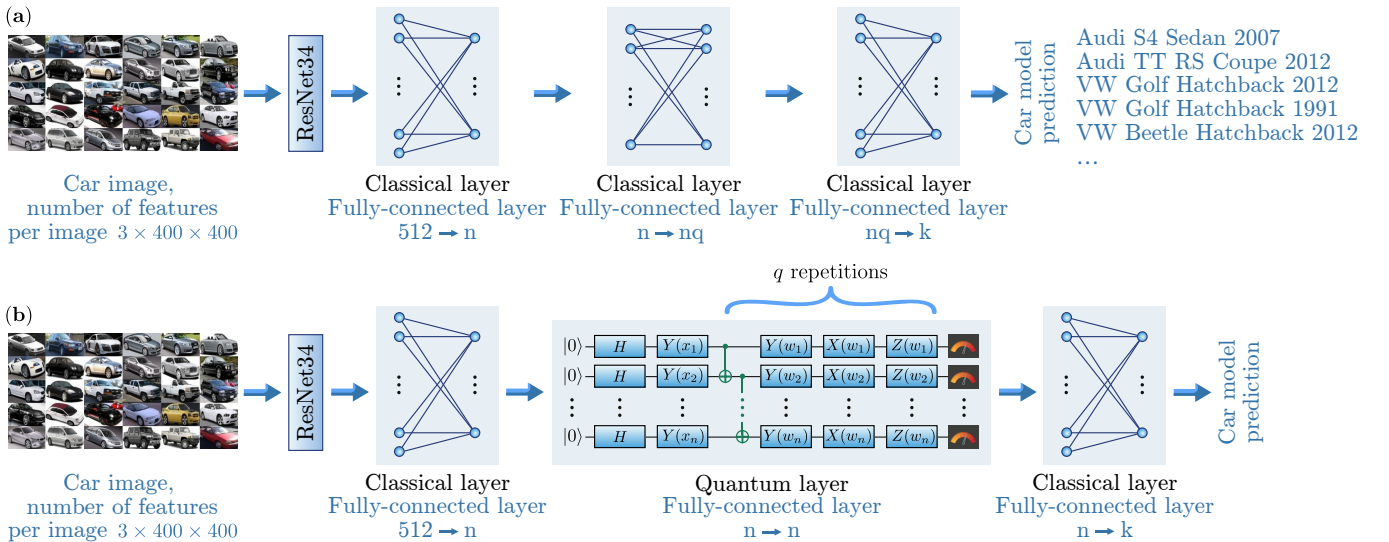 (a)
ResNet34
Car model
prediction
Audi S4 Sedan 2007
Audi TT RS Coupe 2012
VW Golf Hatchback 2012
VW Golf Hatchback 1991
VW Beetle Hatchback 2012
...
Car image,
number of features
per image 3 × 400 × 400
Classical layer
Fully-connected layer
512 → n
Classical layer
Fully-connected layer
n → nq
Classical layer
Fully-connected layer
nq → k
q repetitions
(b)
ResNet34
|0⟩ H Y(x₁) Y(w₁) X(w₁) Z(w₁)
|0⟩ H Y(x₂) Y(w₂) X(w₂) Z(w₂)
|0⟩ H Y(xₙ) Y(wₙ) X(wₙ) Z(wₙ)
Car model
prediction
Car image,
number of features
per image 3 × 400 × 400
Classical layer
Fully-connected layer
512 → n
Quantum layer
Fully-connected layer
n → n
Classical layer
Fully-connected layer
n → k